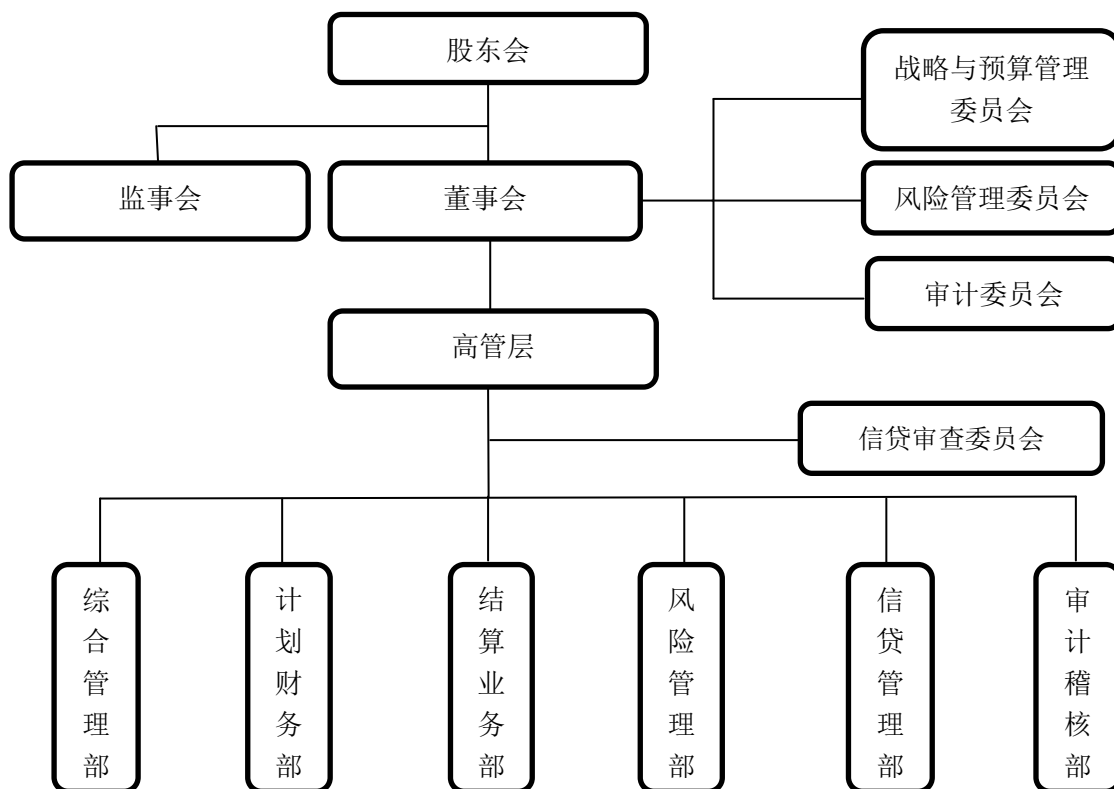 股东会
战略与预算管理
委员会
监事会
董事会
风险管理委员会
审计委员会
高管层
信贷审查委员会
综合管理部
计划财务部
结算业务部
风险管理部
信贷管理部
审计稽核部